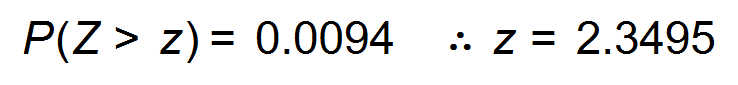 P(Z > z) = 0.0094 ∴ z = 2.3495